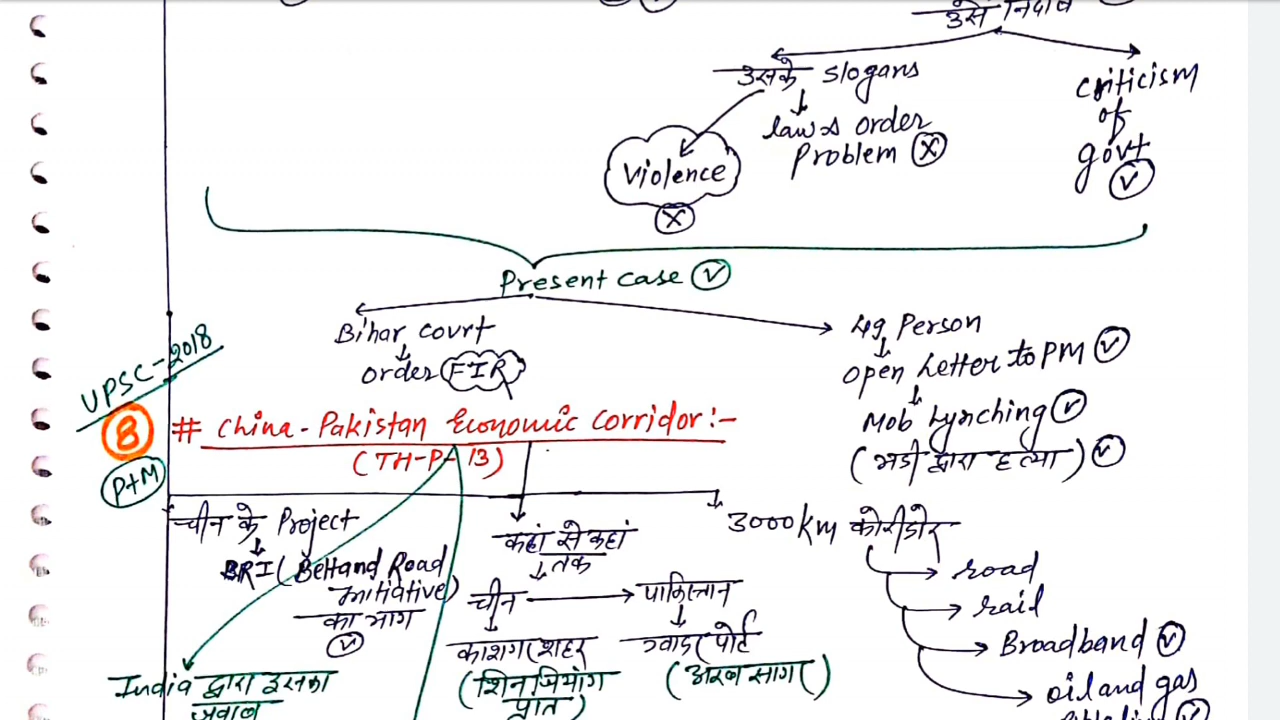 उसके slogans
criticism
of
govt
law & order
Problem
Violence
Present case
Bihar court
order FIR
49 Person
open Letter to PM
Mob Lynching
(भीड़ द्वारा हत्या)
UPSC-2018
8
# China-Pakistan Economic Corridor:-
(TH-P-13)
P+M
चीन के Project
BRI (Belt and Road
Initiative)
का भाग
कहां से कहां
तक
चीन
पाकिस्तान
काशगर शहर
(शिनजियांग
प्रांत)
ग्वादर पोर्ट
(अरब सागर)
3000km कोरीडोर
road
rail
Broadband
oil and gas
India द्वारा इसका
जवाब